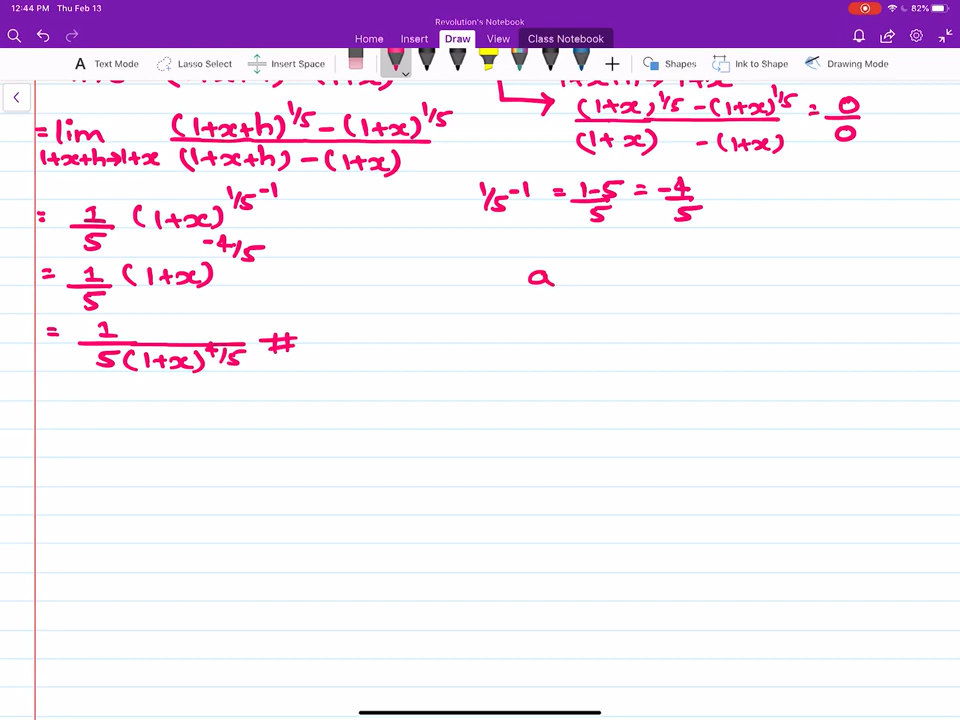 12:44 PM Thu Feb 13
82%
Revolution's Notebook
Home Insert Draw View Class Notebook
Text Mode Lasso Select Insert Space Shapes Ink to Shape Drawing Mode
(1+x)^1/5 - (1+x)^1/5 / (1+x) - (1+x) = 0/0
= lim 1+x+h→1+x (1+x+h)^1/5 - (1+x)^1/5 / (1+x+h) - (1+x)
= 1/5 (1+x)^1/5-1
1/5 -1 = 1-5/5 = -4/5
= 1/5 (1+x)^-4/5
a
= 1 / 5(1+x)^4/5 #